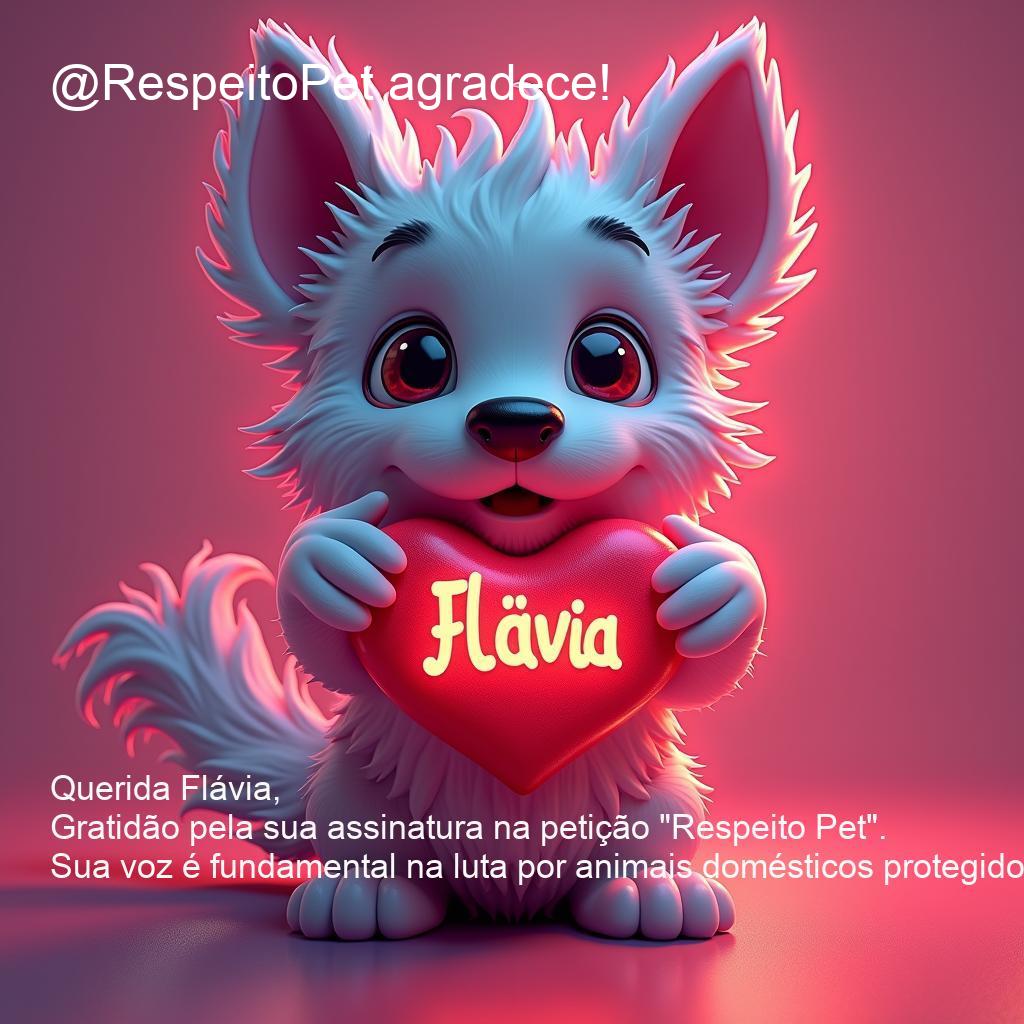 @RespeitoPet agradece!
Flävia
Querida Flávia,
Gratidão pela sua assinatura na petição "Respeito Pet".
Sua voz é fundamental na luta por animais domésticos protegido